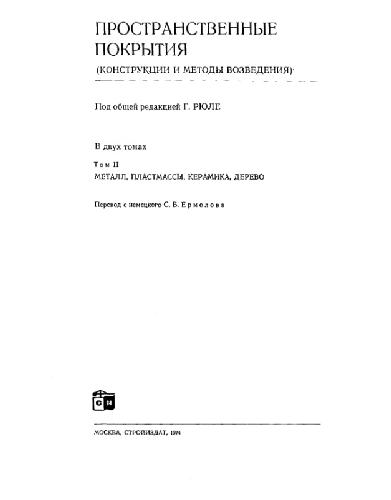 ПРОСТРАНСТВЕННЫЕ
ПОКРЫТИЯ
(КОНСТРУКЦИИ И МЕТОДЫ ВОЗВЕДЕНИЯ)
Под общей редакцией Г. РЮЛЕ
В двух томах
Том II
МЕТАЛЛ, ПЛАСТМАССЫ, КЕРАМИКА, ДЕРЕВО
Перевод с немецкого С. Б. Ермолова
С И
МОСКВА, СТРОЙИЗДАТ, 1974